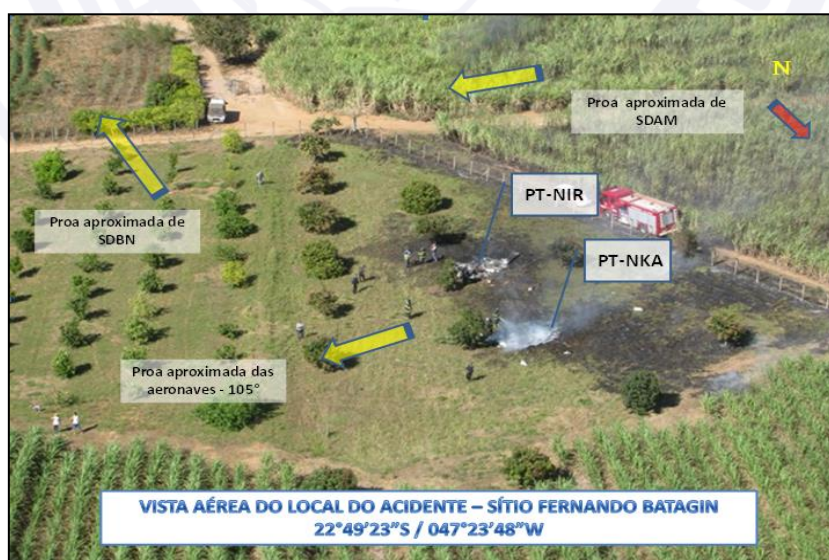 N
Proa aproximada de
SDAM
PT-NIR
Proa aproximada de
SDBN
PT-NKA
Proa aproximada das
aeronaves - 105°
VISTA AÉREA DO LOCAL DO ACIDENTE – SÍTIO FERNANDO BATAGIN
22°49'23"S / 047°23'48"W